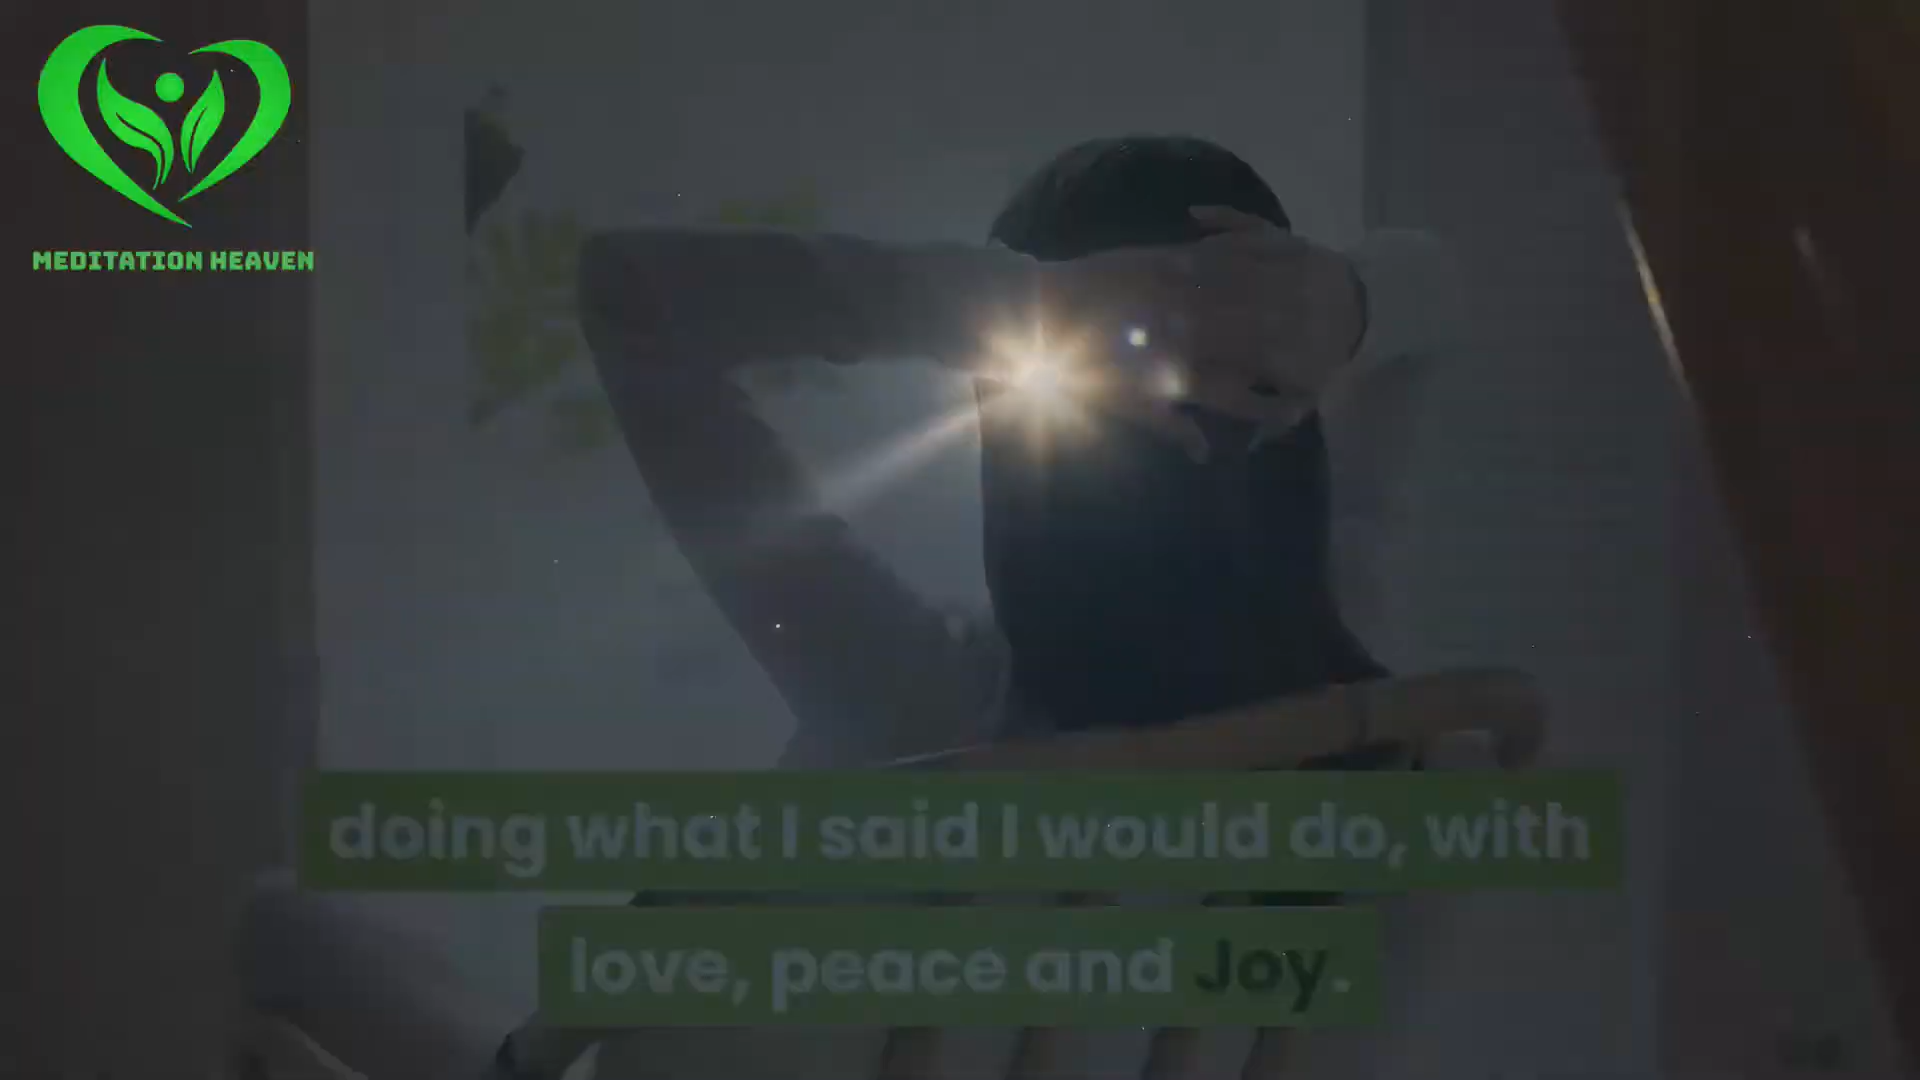 MEDITATION HEAVEN
doing what I said I would do, with
love, peace and Joy.